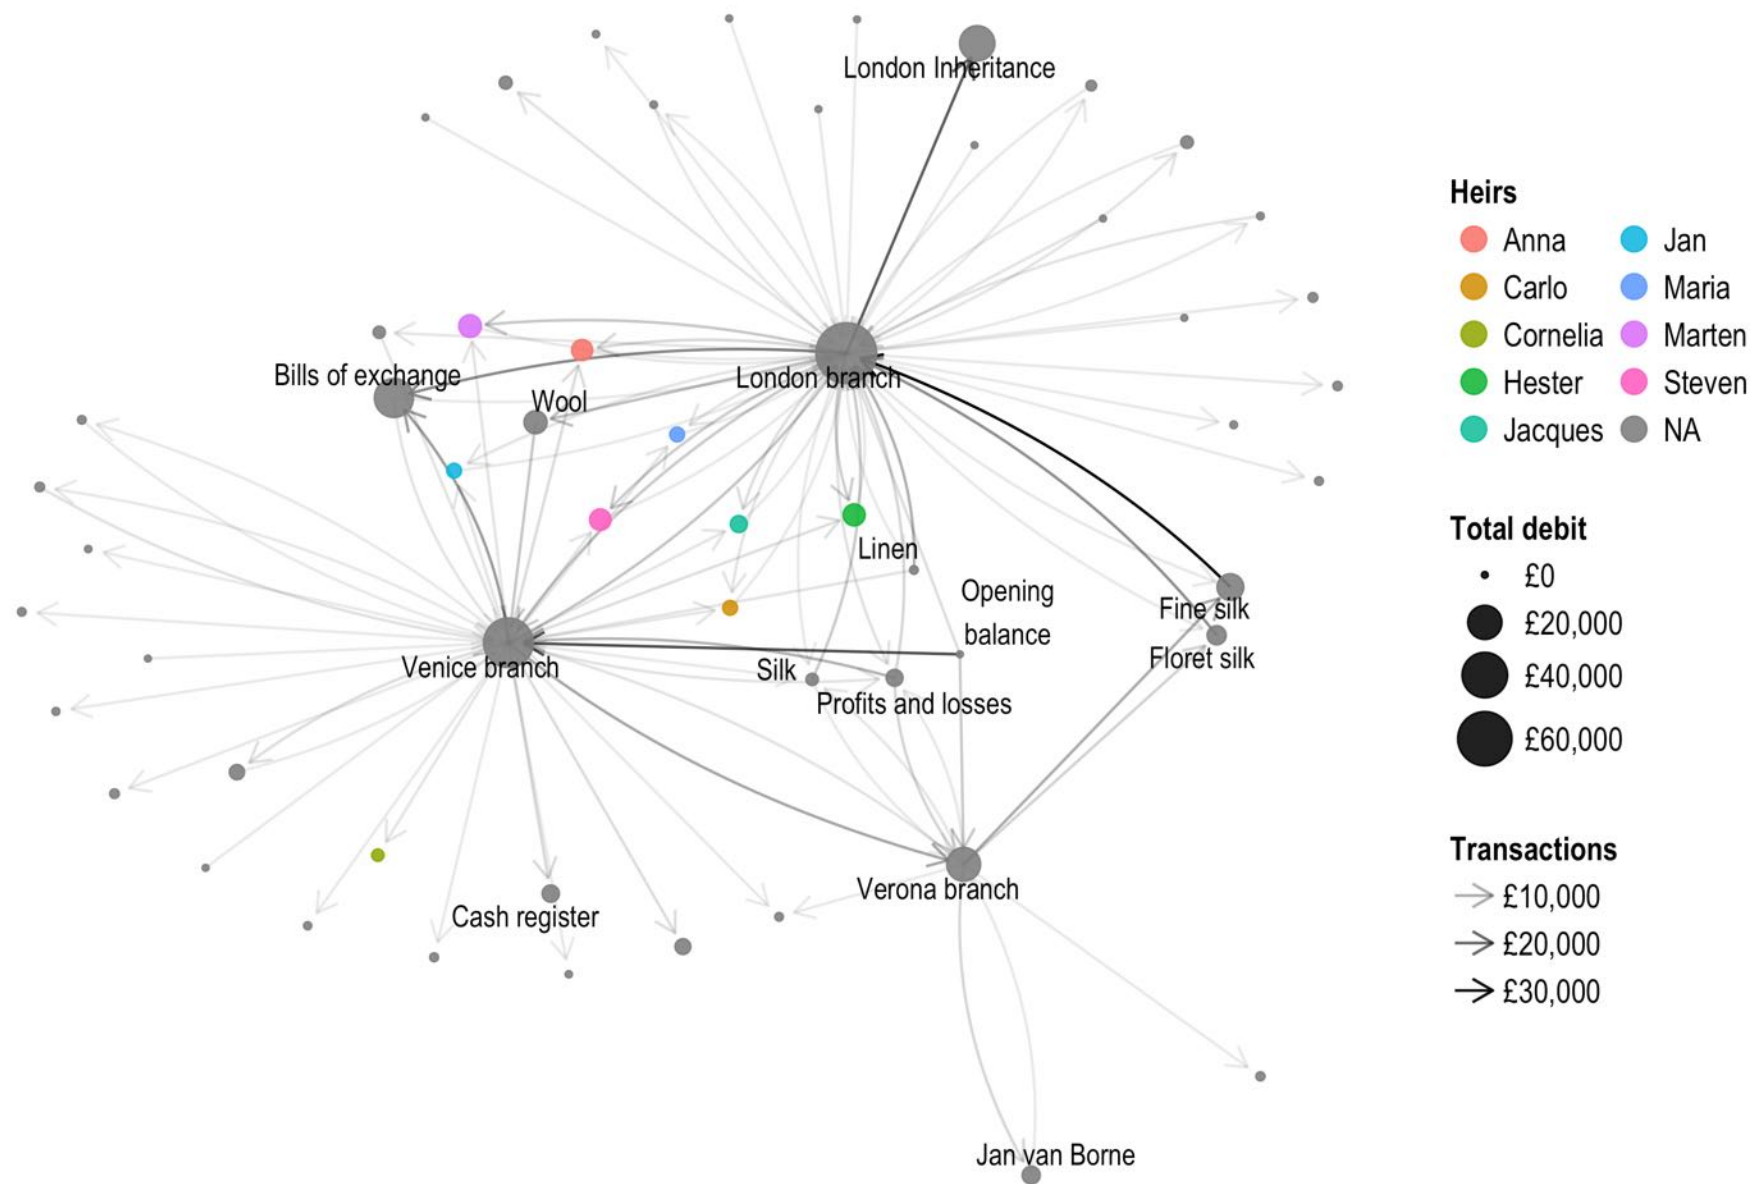 London Inheritance
Bills of exchange
London branch
Wool
Linen
Opening
balance
Fine silk
Floret silk
Venice branch
Silk
Profits and losses
Verona branch
Cash register
Jan van Borne
Heirs
Anna
Jan
Carlo
Maria
Cornelia
Marten
Hester
Steven
Jacques
NA
Total debit
£0
£20,000
£40,000
£60,000
Transactions
£10,000
£20,000
£30,000